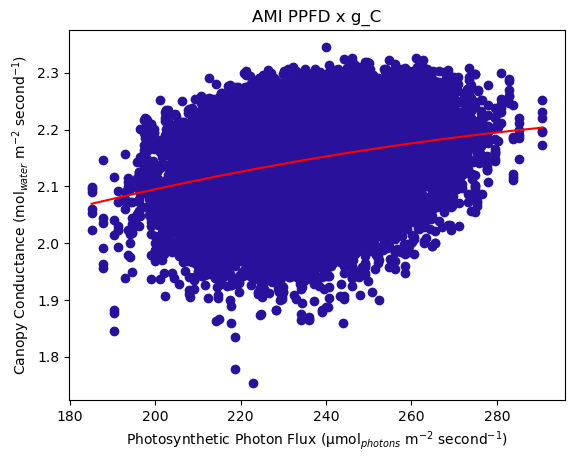 AMI PPFD x g_C
Canopy Conductance (mol_water m⁻² second⁻¹)
2.3
2.2
2.1
2.0
1.9
1.8
180 200 220 240 260 280
Photosynthetic Photon Flux (μmol_photons m⁻² second⁻¹)